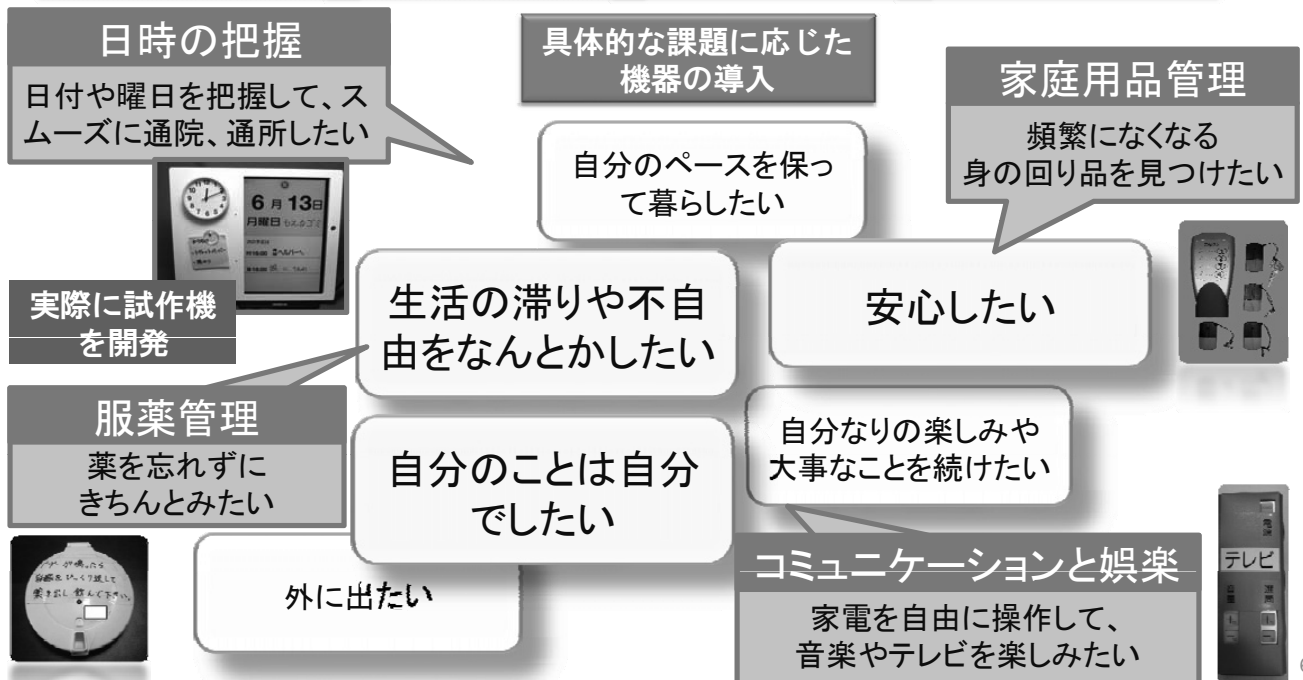 日時の把握
日付や曜日を把握して、ス
ムーズに通院、通所したい
具体的な課題に応じた
機器の導入
家庭用品管理
頻繁になくなる
身の回り品を見つけたい
自分のペースを保っ
て暮らしたい
6月13日
月曜日
実際に試作機
を開発
生活の滞りや不自
由をなんとかしたい
安心したい
服薬管理
薬を忘れずに
きちんとみたい
自分のことは自分
でしたい
自分なりの楽しみや
大事なことを続けたい
外に出たい
コミュニケーションと娯楽
家電を自由に操作して、
音楽やテレビを楽しみたい
テレビ
電源
音量